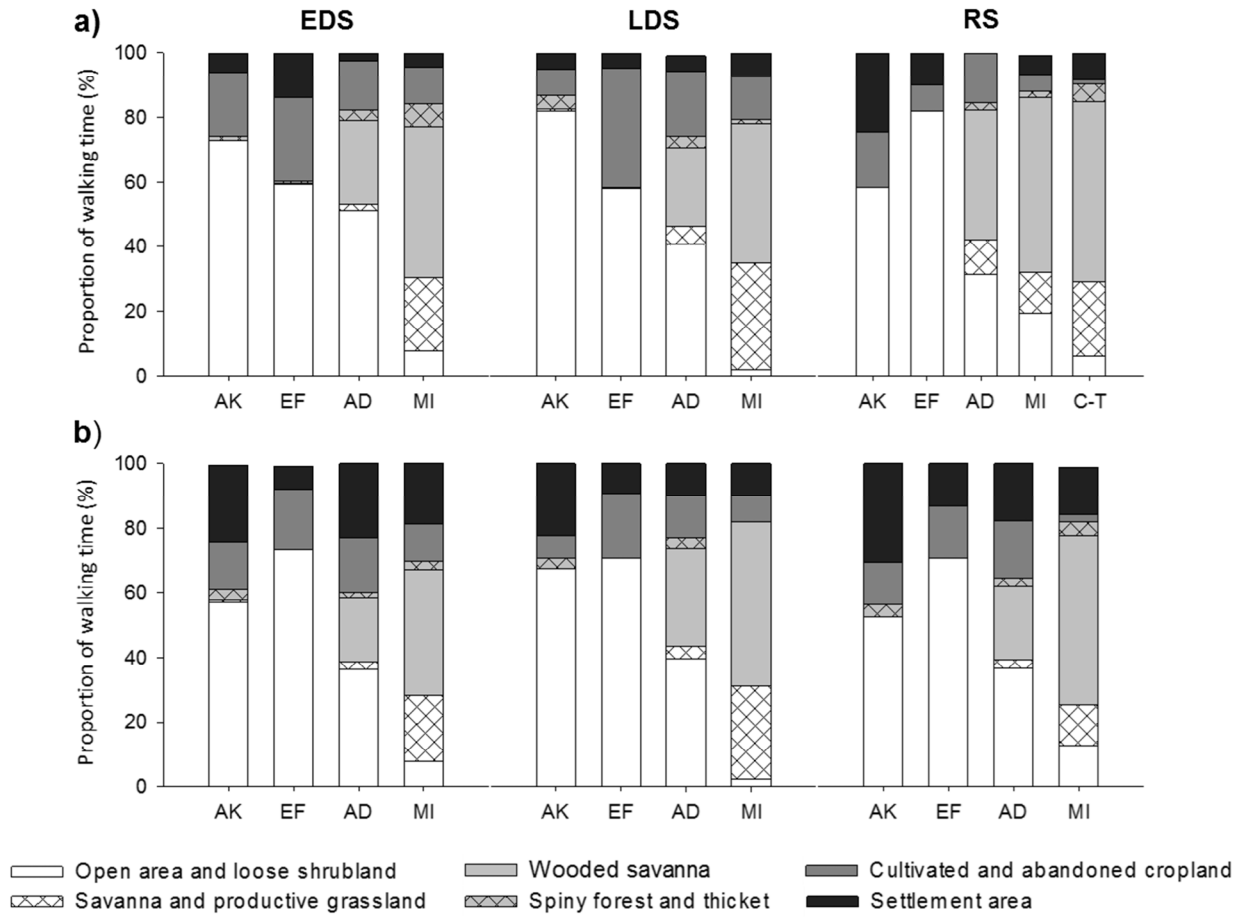 a)
EDS
LDS
RS
Proportion of walking time (%)
100
80
60
40
20
0
AK EF AD MI
AK EF AD MI
AK EF AD MI C-T
b)
Proportion of walking time (%)
100
80
60
40
20
0
AK EF AD MI
AK EF AD MI
AK EF AD MI
Open area and loose shrubland
Wooded savanna
Cultivated and abandoned cropland
Savanna and productive grassland
Spiny forest and thicket
Settlement area